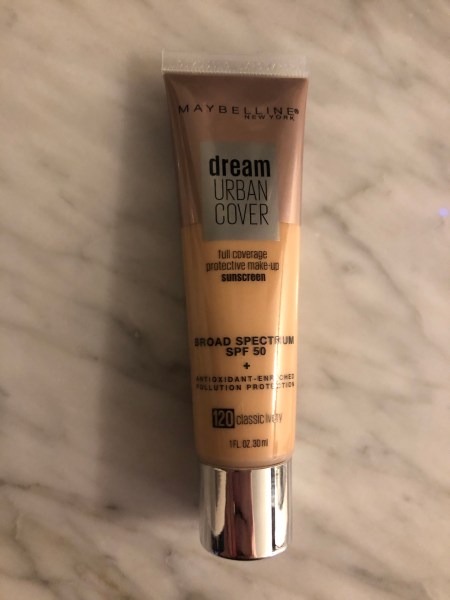 MAYBELLINE
NEW YORK
dream
URBAN
COVER
full coverage
protective make-up
sunscreen
BROAD SPECTRUM
SPF 50
+
ANTIOXIDANT-ENRICHED
POLLUTION PROTECTION
120 classic ivory
1 FL. OZ. 30 ml